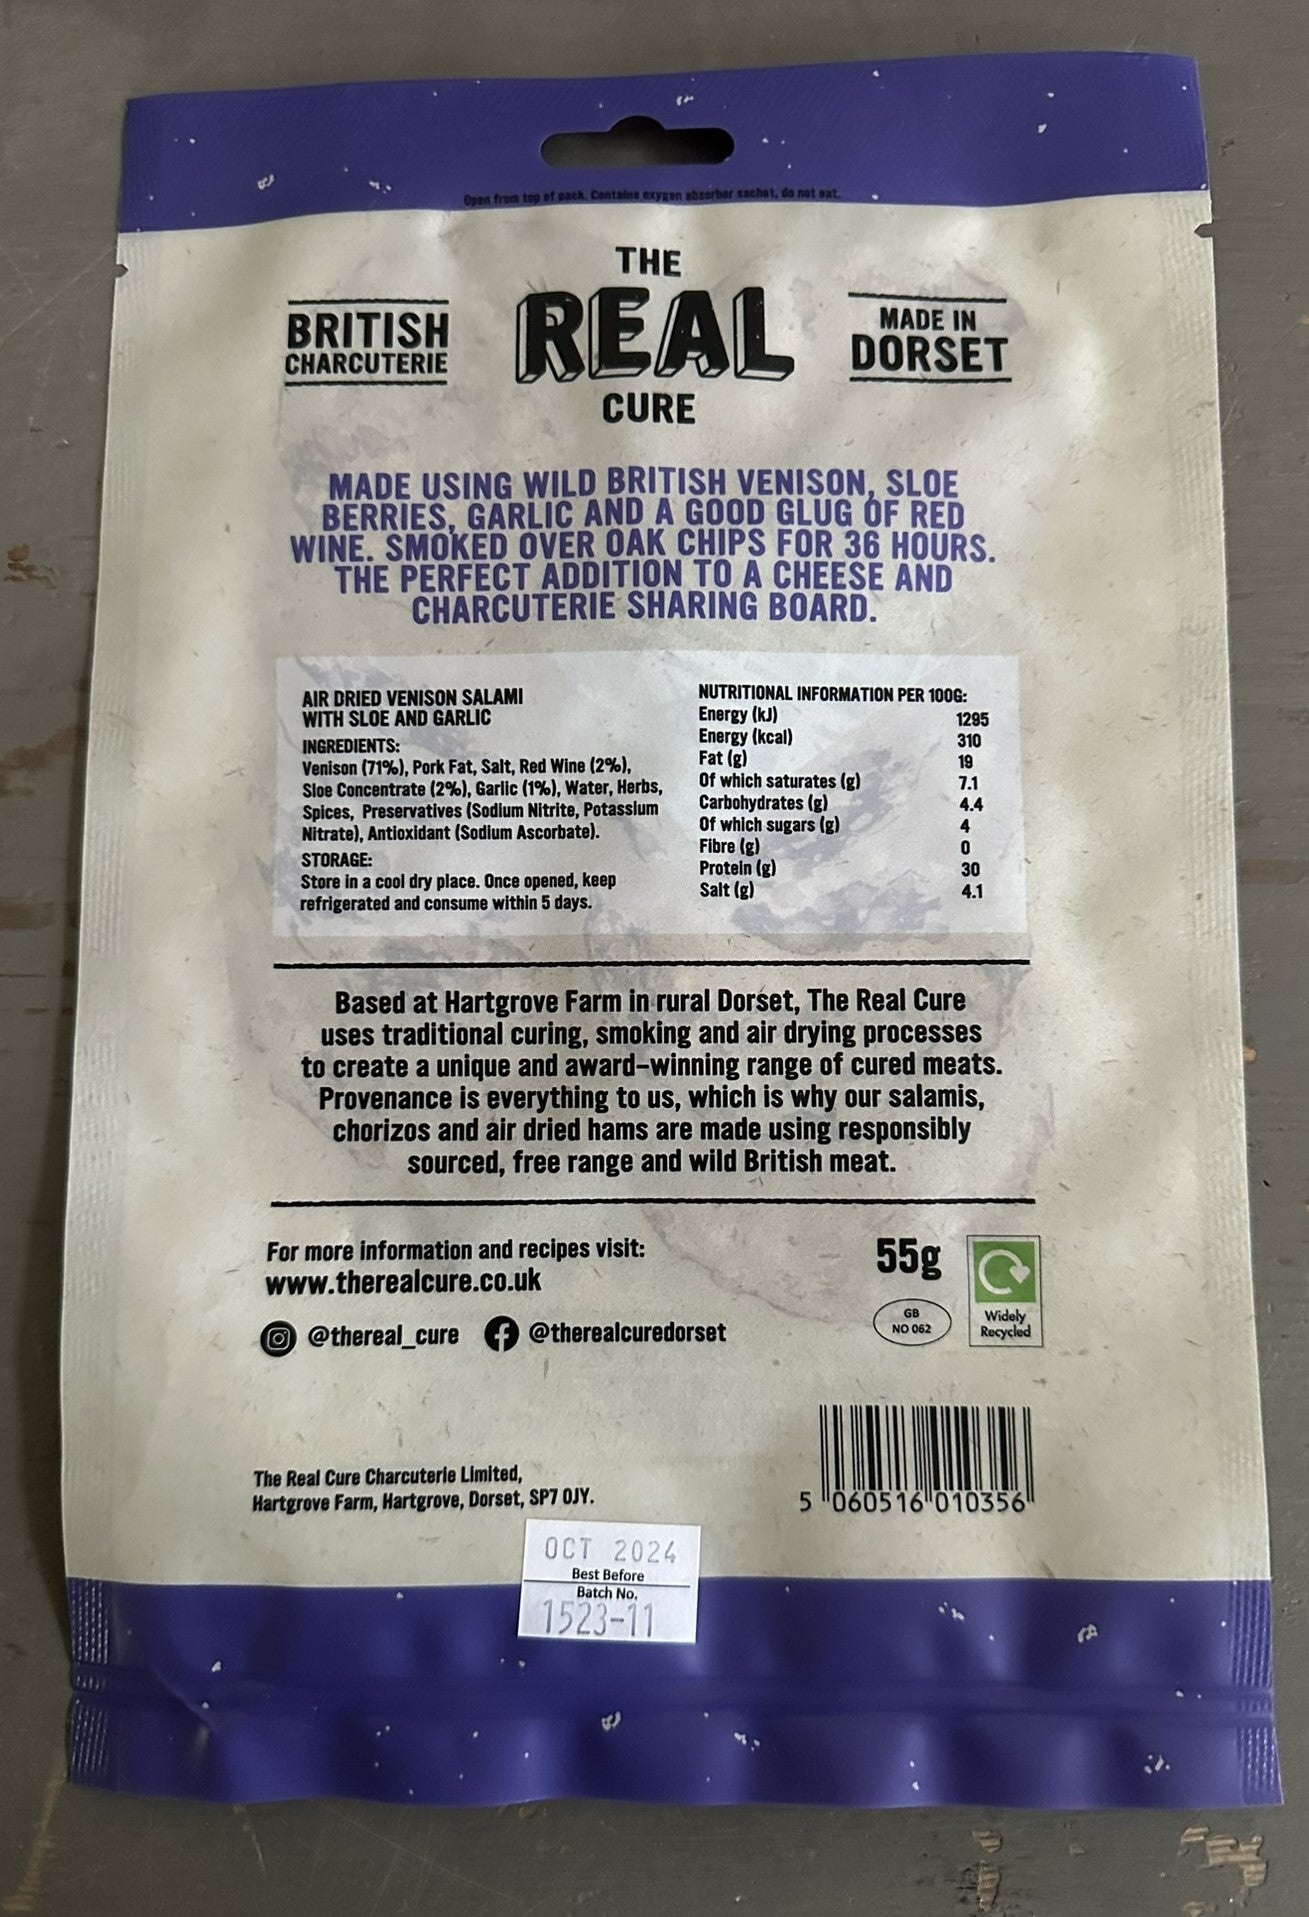 Open from top of pack. Contains oxygen absorber sachet, do not eat.
THE
REAL
CURE
BRITISH
CHARCUTERIE
MADE IN
DORSET
MADE USING WILD BRITISH VENISON, SLOE
BERRIES, GARLIC AND A GOOD GLUG OF RED
WINE. SMOKED OVER OAK CHIPS FOR 36 HOURS.
THE PERFECT ADDITION TO A CHEESE AND
CHARCUTERIE SHARING BOARD.
AIR DRIED VENISON SALAMI
WITH SLOE AND GARLIC
INGREDIENTS:
Venison (71%), Pork Fat, Salt, Red Wine (2%),
Sloe Concentrate (2%), Garlic (1%), Water, Herbs,
Spices, Preservatives (Sodium Nitrite, Potassium
Nitrate), Antioxidant (Sodium Ascorbate).
STORAGE:
Store in a cool dry place. Once opened, keep
refrigerated and consume within 5 days.
NUTRITIONAL INFORMATION PER 100G:
Energy (kJ) 1295
Energy (kcal) 310
Fat (g) 19
Of which saturates (g) 7.1
Carbohydrates (g) 4.4
Of which sugars (g) 4
Fibre (g) 0
Protein (g) 30
Salt (g) 4.1
Based at Hartgrove Farm in rural Dorset, The Real Cure
uses traditional curing, smoking and air drying processes
to create a unique and award-winning range of cured meats.
Provenance is everything to us, which is why our salamis,
chorizos and air dried hams are made using responsibly
sourced, free range and wild British meat.
For more information and recipes visit:
www.therealcure.co.uk
@thereal_cure @therealcuredorset
55g
GB
NO 062
Widely
Recycled
The Real Cure Charcuterie Limited,
Hartgrove Farm, Hartgrove, Dorset, SP7 0JY.
5 060516 010356
OCT 2024
Best Before
Batch No.
1523-11